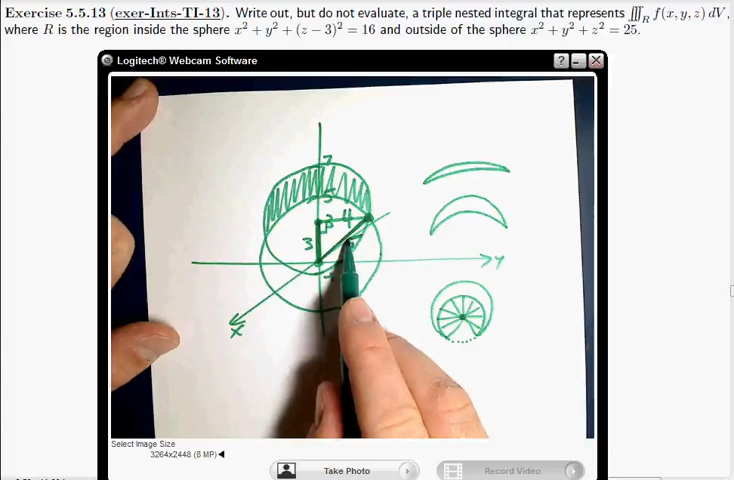 Exercise 5.5.13 (exer-Ints-TI-13). Write out, but do not evaluate, a triple nested integral that represents ∭_R f(x, y, z) dV,
where R is the region inside the sphere x² + y² + (z − 3)² = 16 and outside of the sphere x² + y² + z² = 25.
Logitech® Webcam Software
7
5
3 4
3
Y
X
Select Image Size
3264x2448 (8 MP)
Take Photo
Record Video